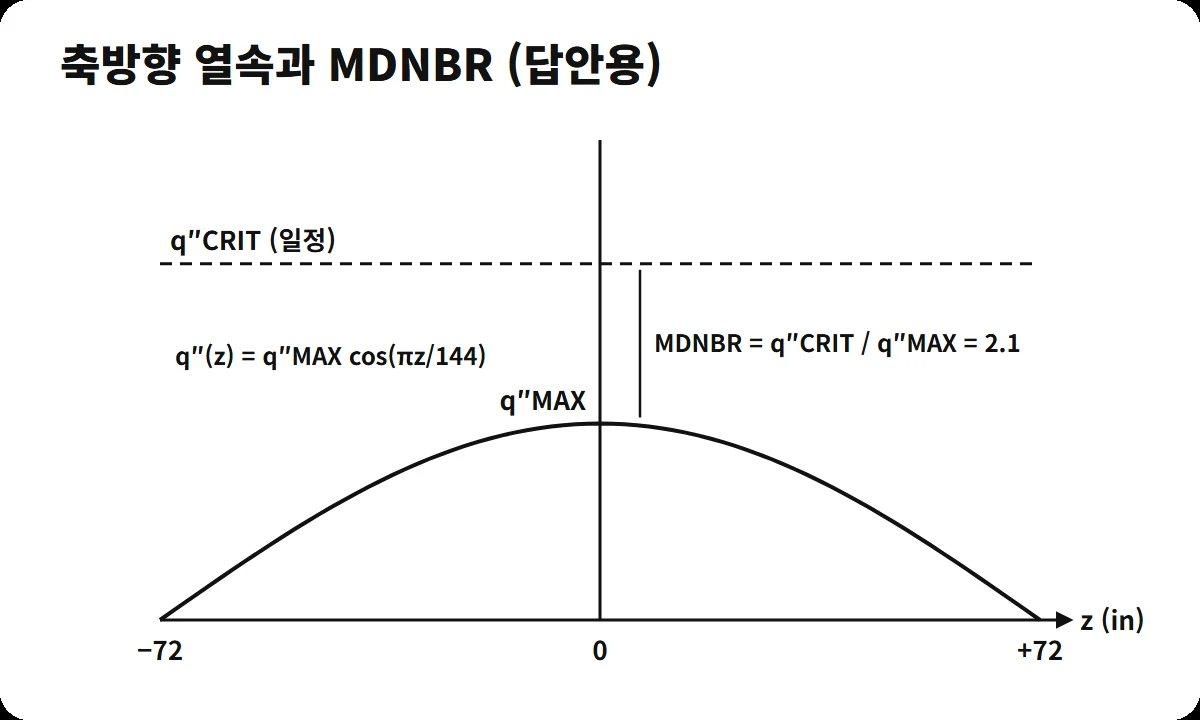 축방향 열속과 MDNBR (답안용)
q″CRIT (일정)
q″(z) = q″MAX cos(πz/144)
MDNBR = q″CRIT / q″MAX = 2.1
q″MAX
z (in)
−72
0
+72